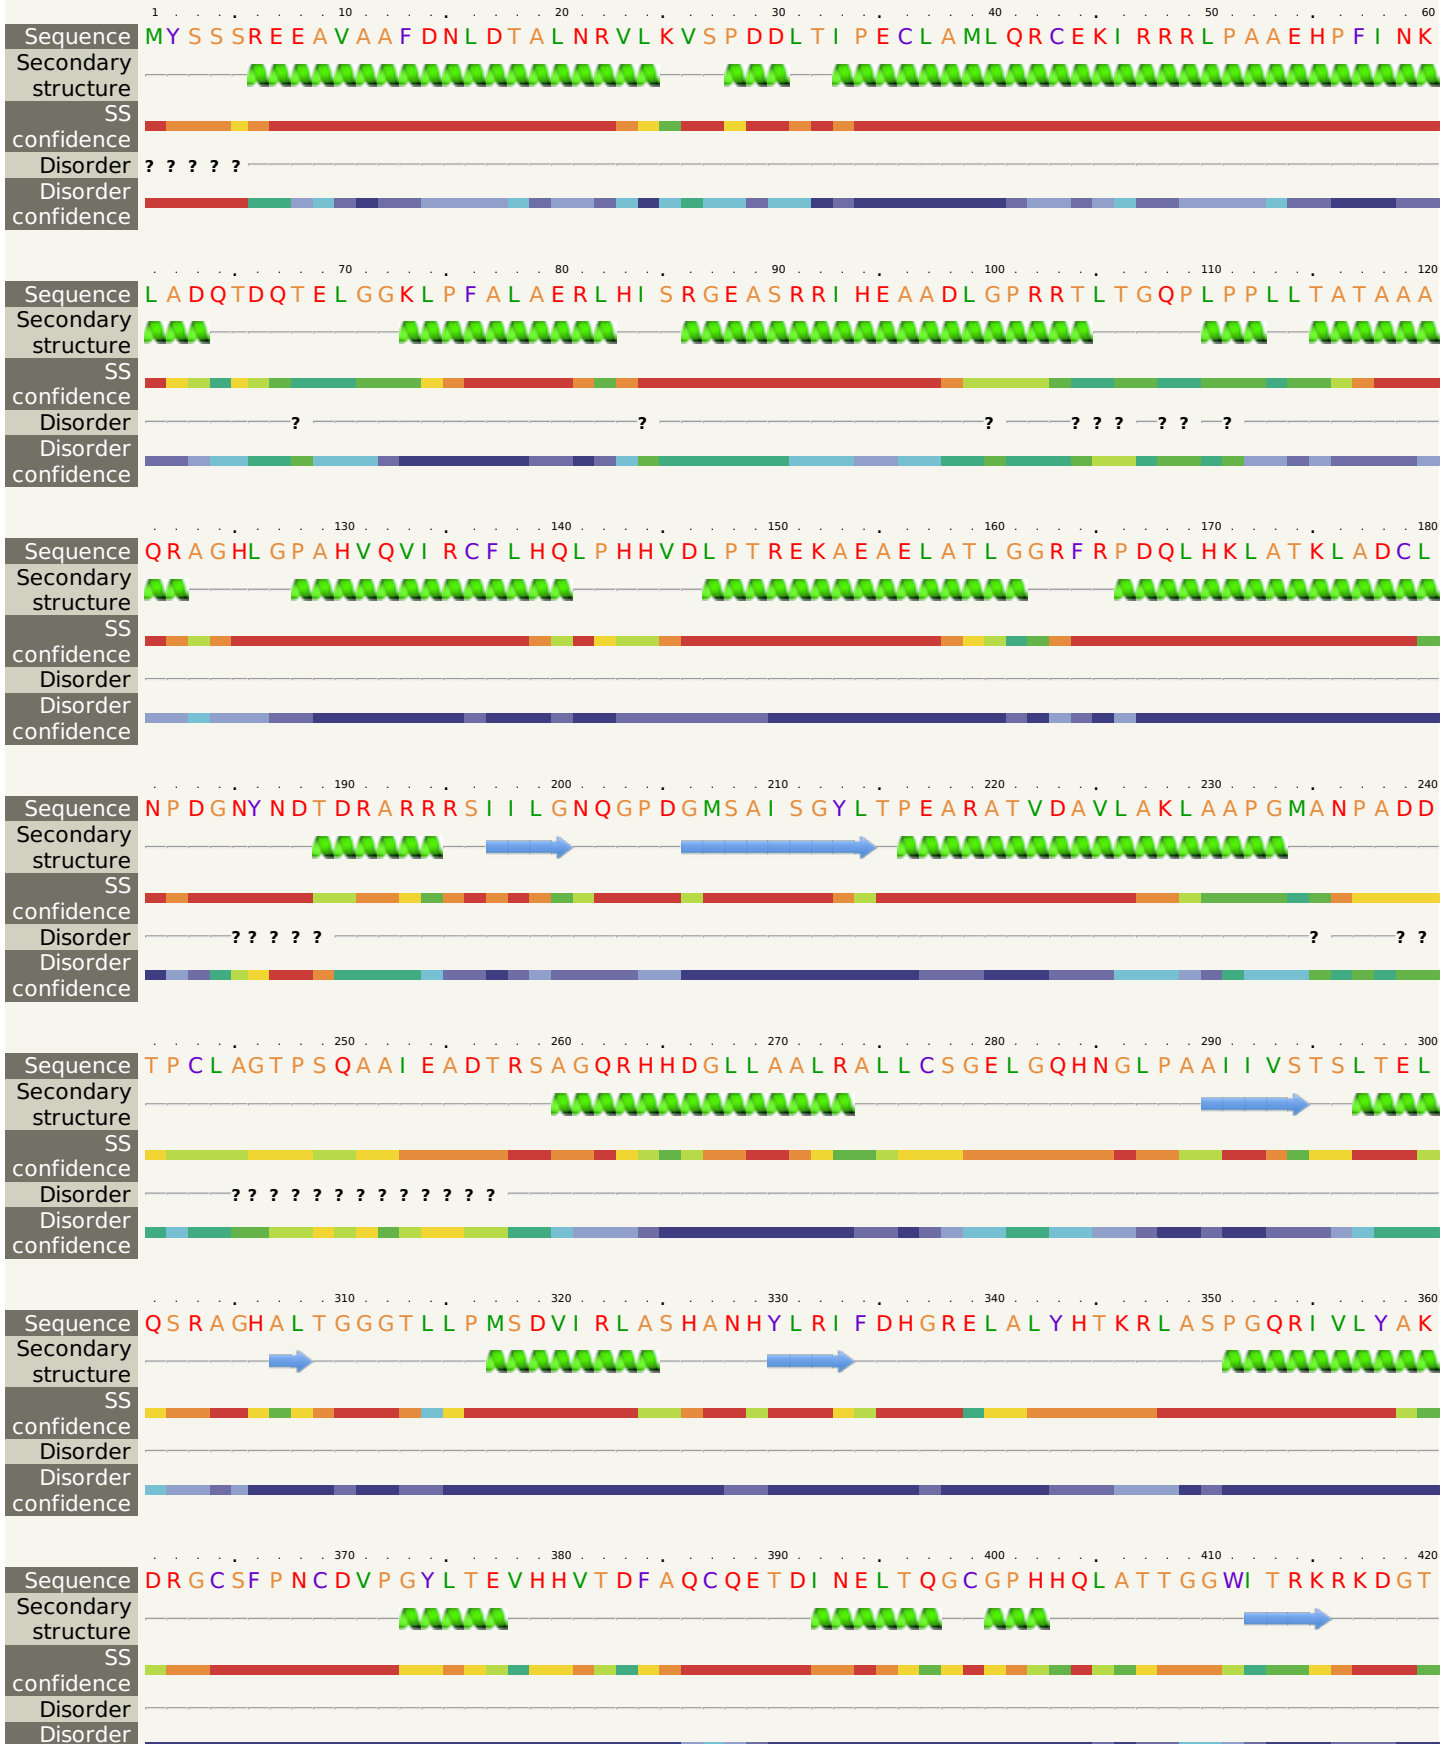 1 10 20 30 40 50 60
Sequence MYSSSREEAVAAFDNLDTALNRVLKVSPDDLTIPECLAMLQRCEKIRRRLPAAEHPFINK
Secondary
structure
SS
confidence
Disorder ? ? ? ? ?
Disorder
confidence
70 80 90 100 110 120
Sequence LADQTDQTELGGKLPFALAERLHISRGEASRRIHEAADLGPRRTLTGQPLPPLLTATAAA
Secondary
structure
SS
confidence
Disorder ? ? ? ? ? ? ? ? ?
Disorder
confidence
130 140 150 160 170 180
Sequence QRAGHLGPAHVQVIRCFLHQLPHHVDLPTREKAEAELATLGGRFRPDQLHKLATKLADCL
Secondary
structure
SS
confidence
Disorder
Disorder
confidence
190 200 210 220 230 240
Sequence NPDGNYNDTDRARRRSIILGNQGPDGMSAISGYLTPEARATVDAVLAKLAAPGMANPADD
Secondary
structure
SS
confidence
Disorder ? ? ? ? ? ? ? ?
Disorder
confidence
250 260 270 280 290 300
Sequence TPCLAGTPSQAAIEADTRSAGQRHHDGLLAALRALLCSGELGQHNGLPAAIIVSTSLTEL
Secondary
structure
SS
confidence
Disorder ? ? ? ? ? ? ? ? ? ? ? ? ?
Disorder
confidence
310 320 330 340 350 360
Sequence QSRAGHALTGGGTLLPMSDVIRLASHANHYLRIFDHGRELALYHTKRLASPGQRIVLYAK
Secondary
structure
SS
confidence
Disorder
Disorder
confidence
370 380 390 400 410 420
Sequence DRGCSFPNCDVPGYLTEVHHVTDFAQCQETDINELTQGCGPHHQLATTGGWITRKRKDGT
Secondary
structure
SS
confidence
Disorder
Disorder